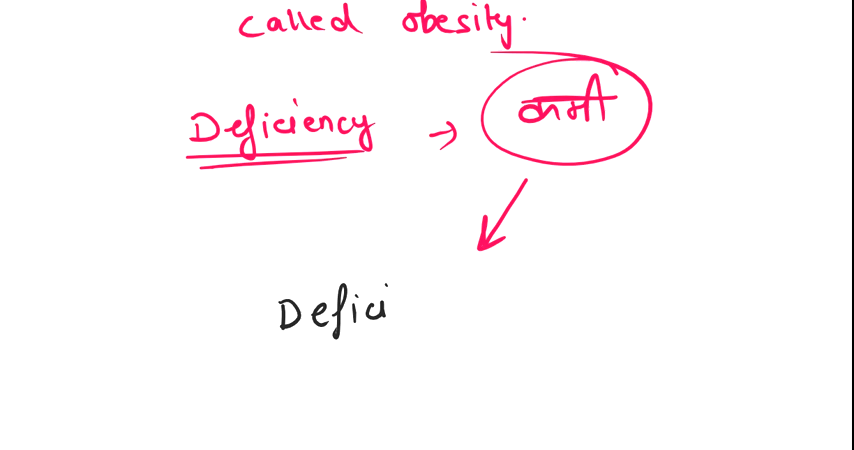 called obesity.
Deficiency → कमी
Defici